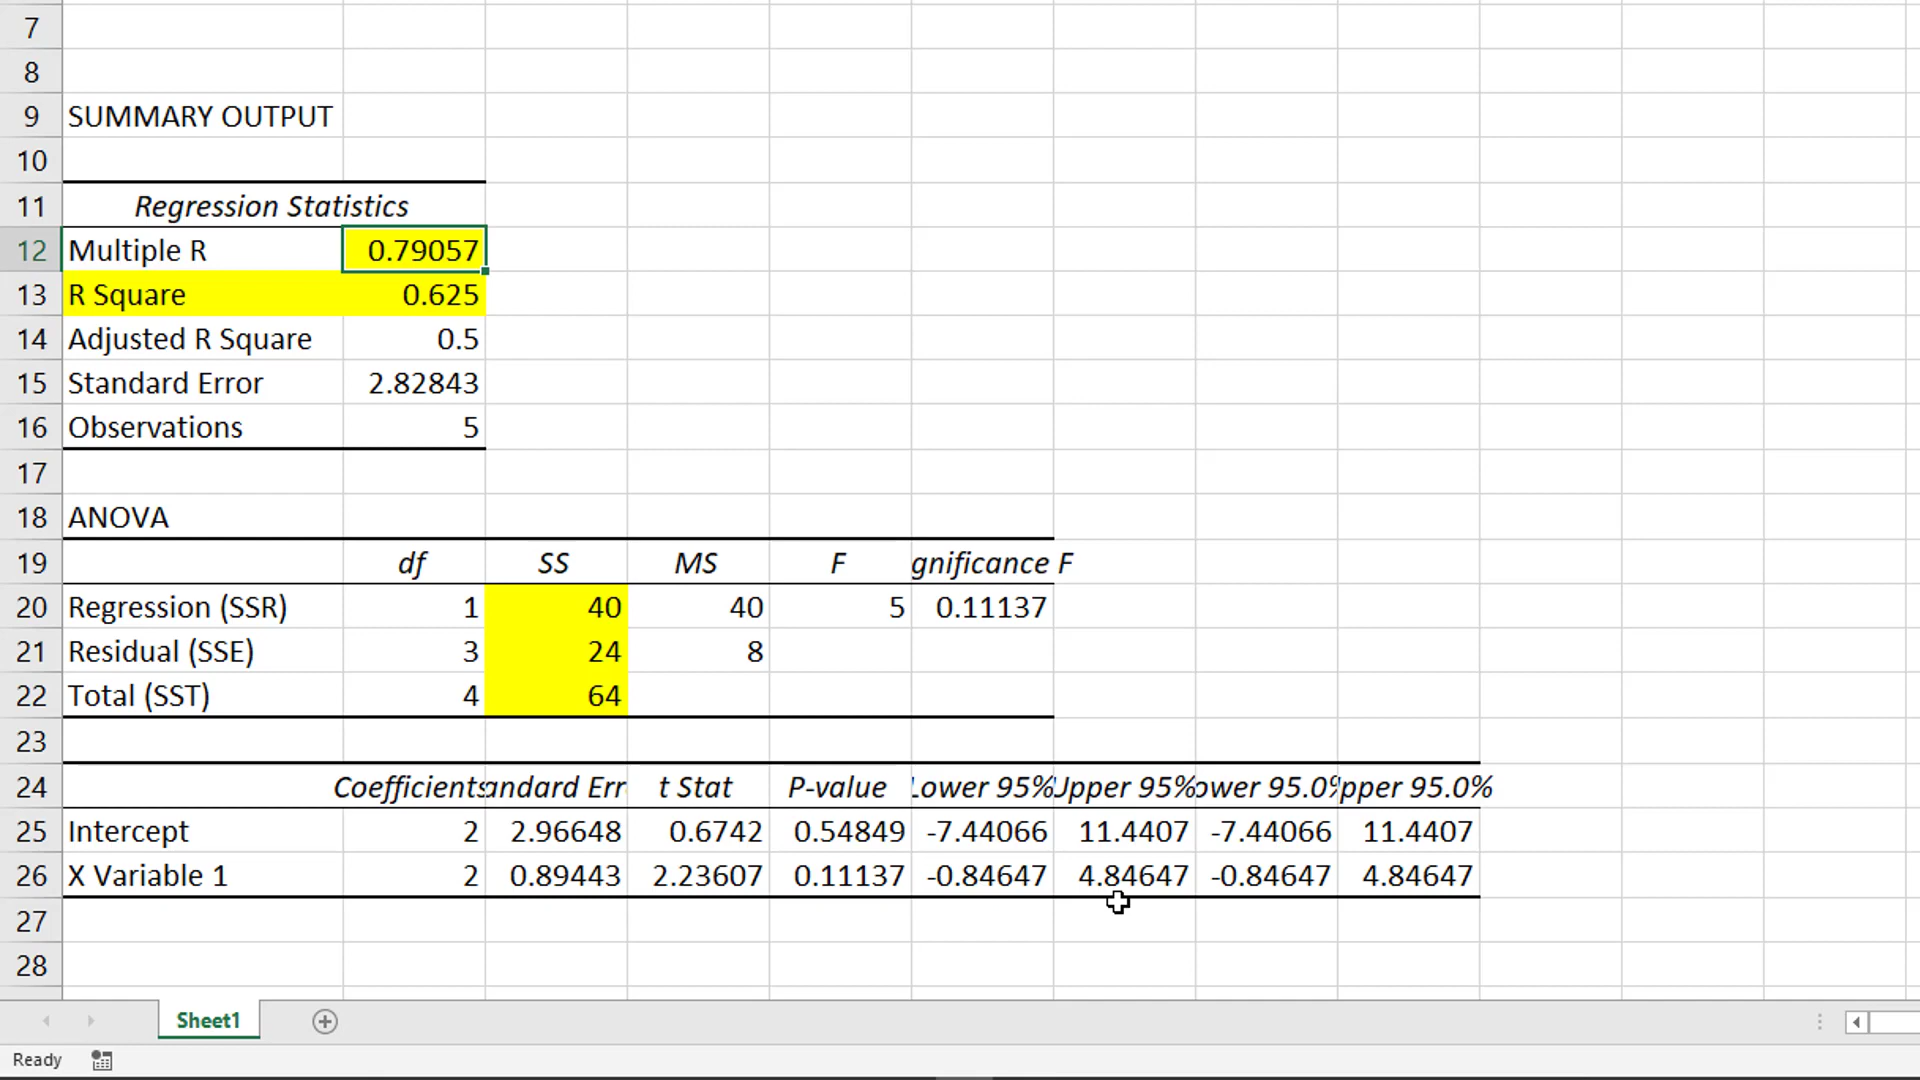 7
8
9 SUMMARY OUTPUT
10
11 Regression Statistics
12 Multiple R 0.79057
13 R Square 0.625
14 Adjusted R Square 0.5
15 Standard Error 2.82843
16 Observations 5
17
18 ANOVA
19 df SS MS F gnificance F
20 Regression (SSR) 1 40 40 5 0.11137
21 Residual (SSE) 3 24 8
22 Total (SST) 4 64
23
24 Coefficients andard Err t Stat P-value Lower 95% Upper 95% ower 95.0% pper 95.0%
25 Intercept 2 2.96648 0.6742 0.54849 -7.44066 11.4407 -7.44066 11.4407
26 X Variable 1 2 0.89443 2.23607 0.11137 -0.84647 4.84647 -0.84647 4.84647
27
28
Sheet1
Ready